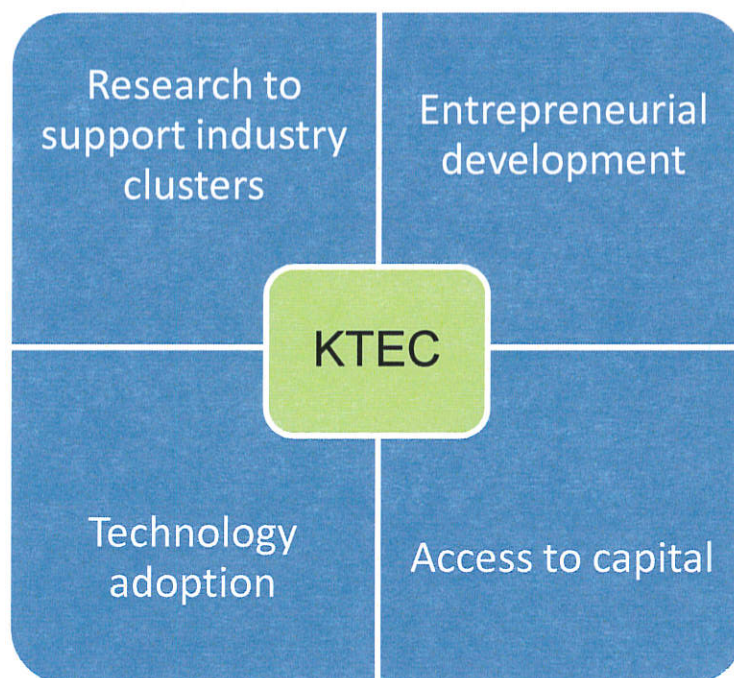 Research to
support industry
clusters
Entrepreneurial
development
KTEC
Technology
adoption
Access to capital